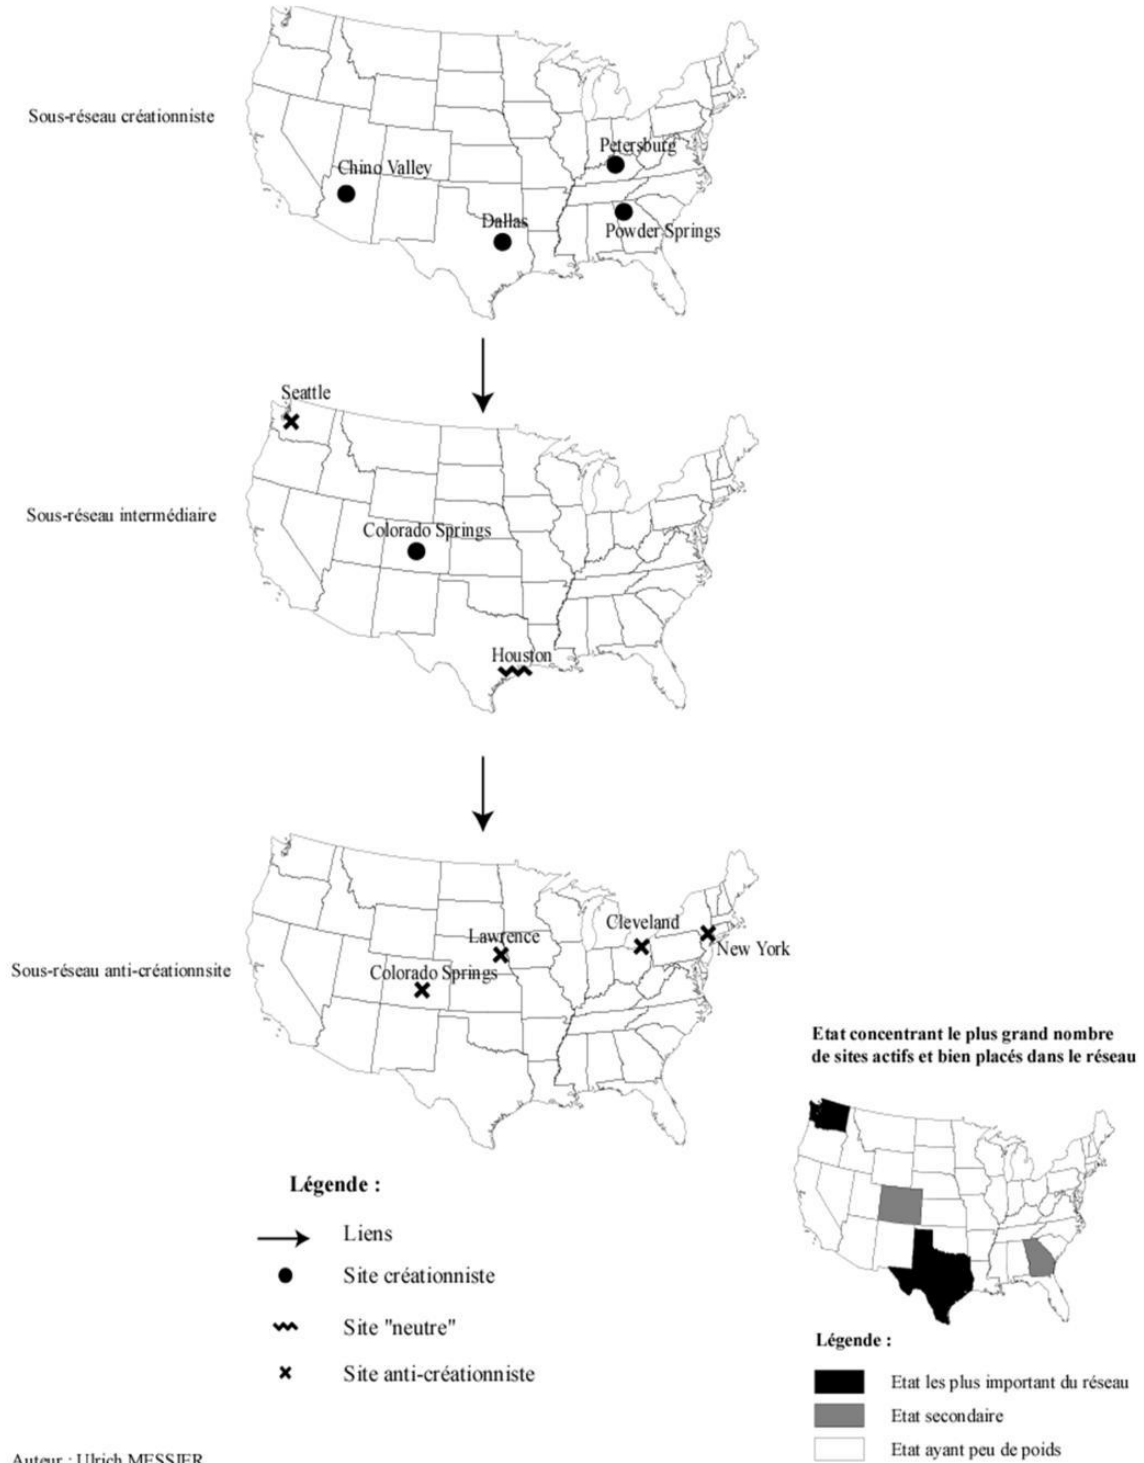 Sous-réseau créationniste
Petersburg
Chino Valley
Dallas
Powder Springs
Seattle
Sous-réseau intermédiaire
Colorado Springs
Houston
Cleveland
Lawrence
New York
Sous-réseau anti-créationnsite
Colorado Springs
Etat concentrant le plus grand nombre
de sites actifs et bien placés dans le réseau
Légende :
Liens
Site créationniste
Site "neutre"
Site anti-créationniste
Légende :
Etat les plus important du réseau
Etat secondaire
Etat ayant peu de poids
Auteur : Ulrich MESSIER